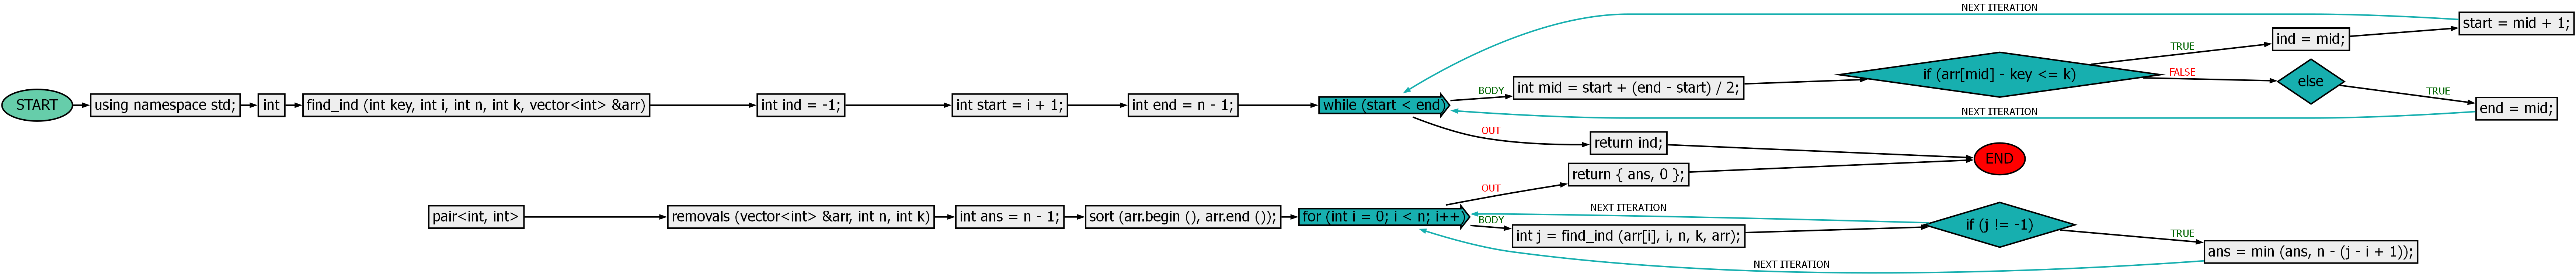 NEXT ITERATION
start = mid + 1;
TRUE
ind = mid;
if (arr[mid] - key <= k)
FALSE
else
START
using namespace std;
int
find_ind (int key, int i, int n, int k, vector<int> &arr)
int ind = -1;
int start = i + 1;
int end = n - 1;
while (start < end)
BODY
int mid = start + (end - start) / 2;
TRUE
end = mid;
NEXT ITERATION
OUT
return ind;
END
return { ans, 0 };
OUT
pair<int, int>
removals (vector<int> &arr, int n, int k)
int ans = n - 1;
sort (arr.begin (), arr.end ());
for (int i = 0; i < n; i++)
NEXT ITERATION
BODY
int j = find_ind (arr[i], i, n, k, arr);
if (j != -1)
TRUE
ans = min (ans, n - (j - i + 1));
NEXT ITERATION